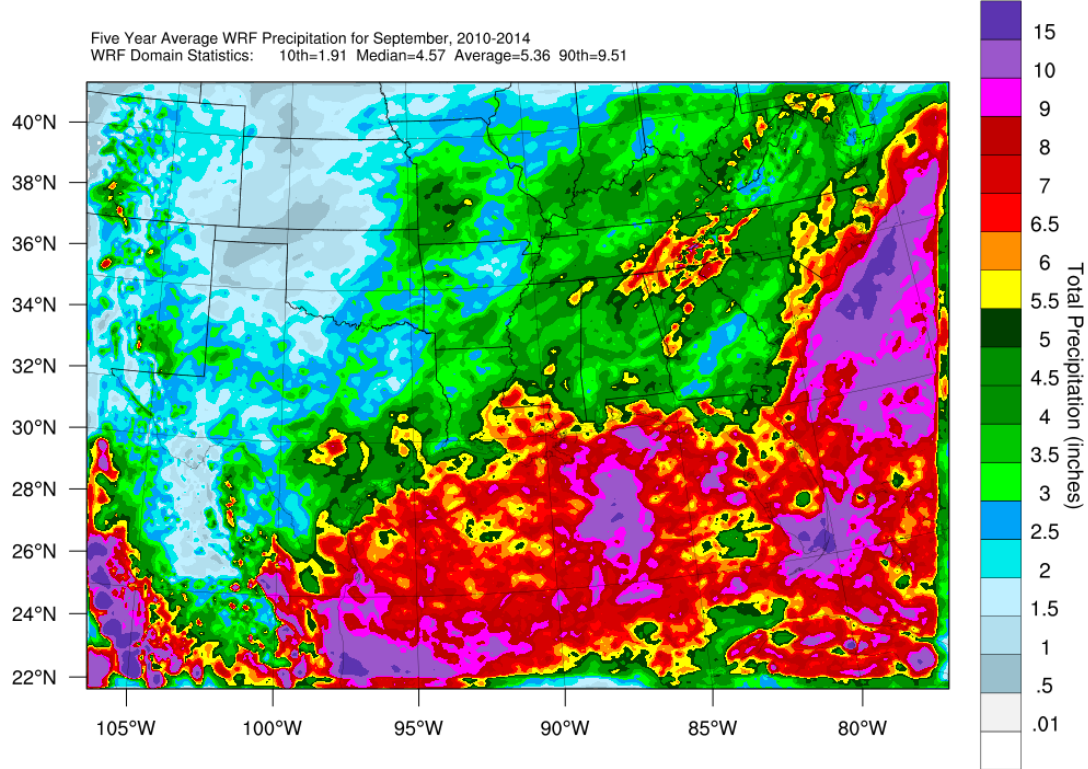 Five Year Average WRF Precipitation for September, 2010-2014
WRF Domain Statistics: 10th=1.91 Median=4.57 Average=5.36 90th=9.51
40°N
38°N
36°N
34°N
32°N
30°N
28°N
26°N
24°N
22°N
105°W
100°W
95°W
90°W
85°W
80°W
15
10
9
8
7
6.5
6
5.5
5
4.5
4
3.5
3
2.5
2
1.5
1
.5
.01
Total Precipitation (inches)